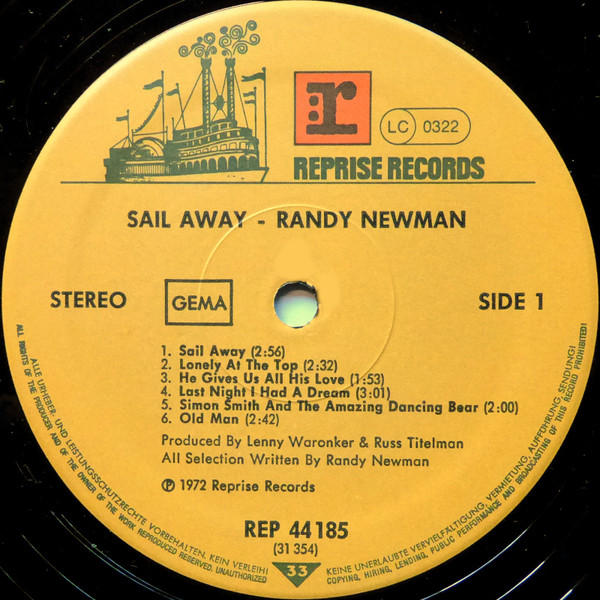 r
LC 0322
REPRISE RECORDS
SAIL AWAY - RANDY NEWMAN
STEREO
GEMA
SIDE 1
1. Sail Away (2:56)
2. Lonely At The Top (2:32)
3. He Gives Us All His Love (1:53)
4. Last Night I Had A Dream (3:01)
5. Simon Smith And The Amazing Dancing Bear (2:00)
6. Old Man (2:42)
Produced By Lenny Waronker & Russ Titelman
All Selection Written By Randy Newman
Ⓟ 1972 Reprise Records
REP 44 185
(31 354)
33
ALLE URHEBER- UND LEISTUNGSSCHUTZRECHTE VORBEHALTEN. KEIN VERLEIH! KEINE UNERLAUBTE VERVIELFÄLTIGUNG, VERMIETUNG, AUFFÜHRUNG, SENDUNG!
ALL RIGHTS OF THE PRODUCER AND OF THE OWNER OF THE WORK REPRODUCED RESERVED. UNAUTHORIZED COPYING, HIRING, LENDING, PUBLIC PERFORMANCE AND BROADCASTING OF THIS RECORD PROHIBITED!